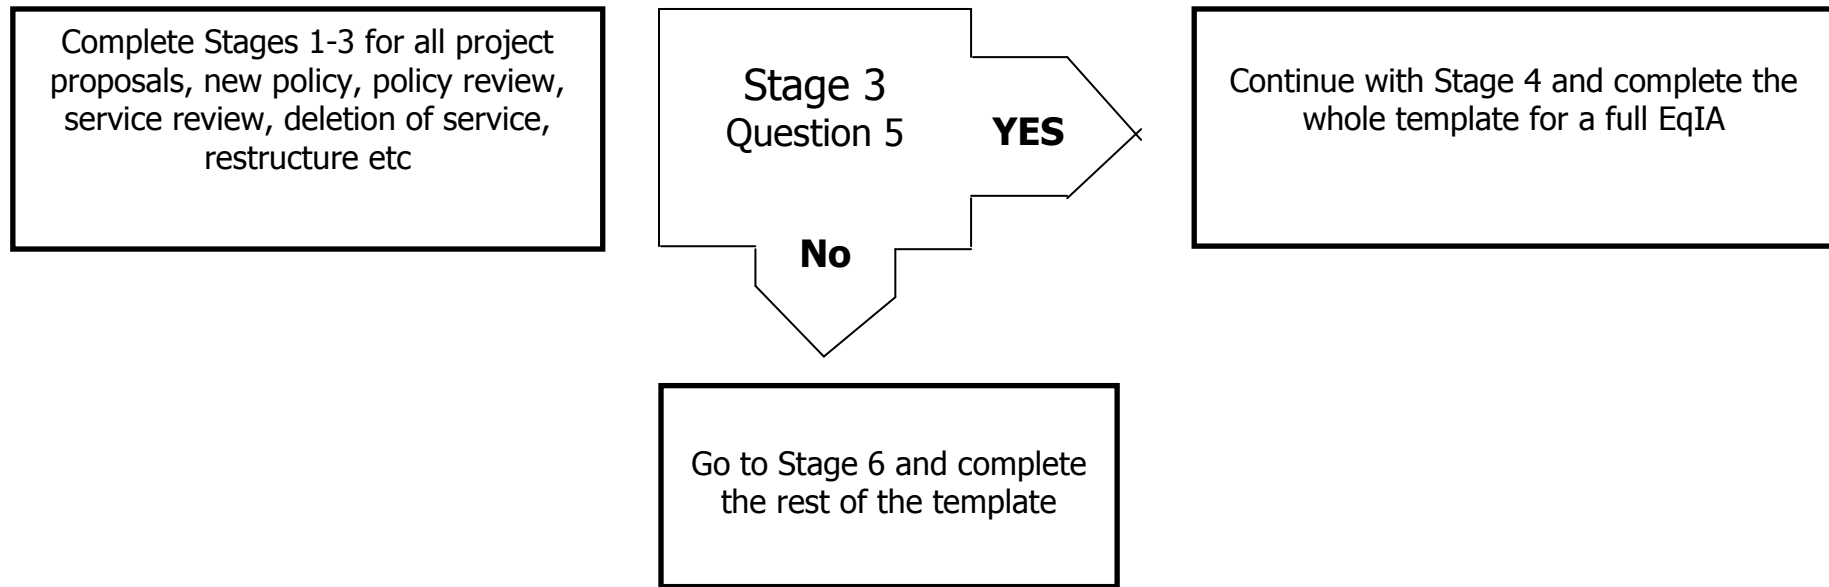 Complete Stages 1-3 for all project
proposals, new policy, policy review,
service review, deletion of service,
restructure etc
Stage 3
Question 5
YES
No
Continue with Stage 4 and complete the
whole template for a full EqIA
Go to Stage 6 and complete
the rest of the template